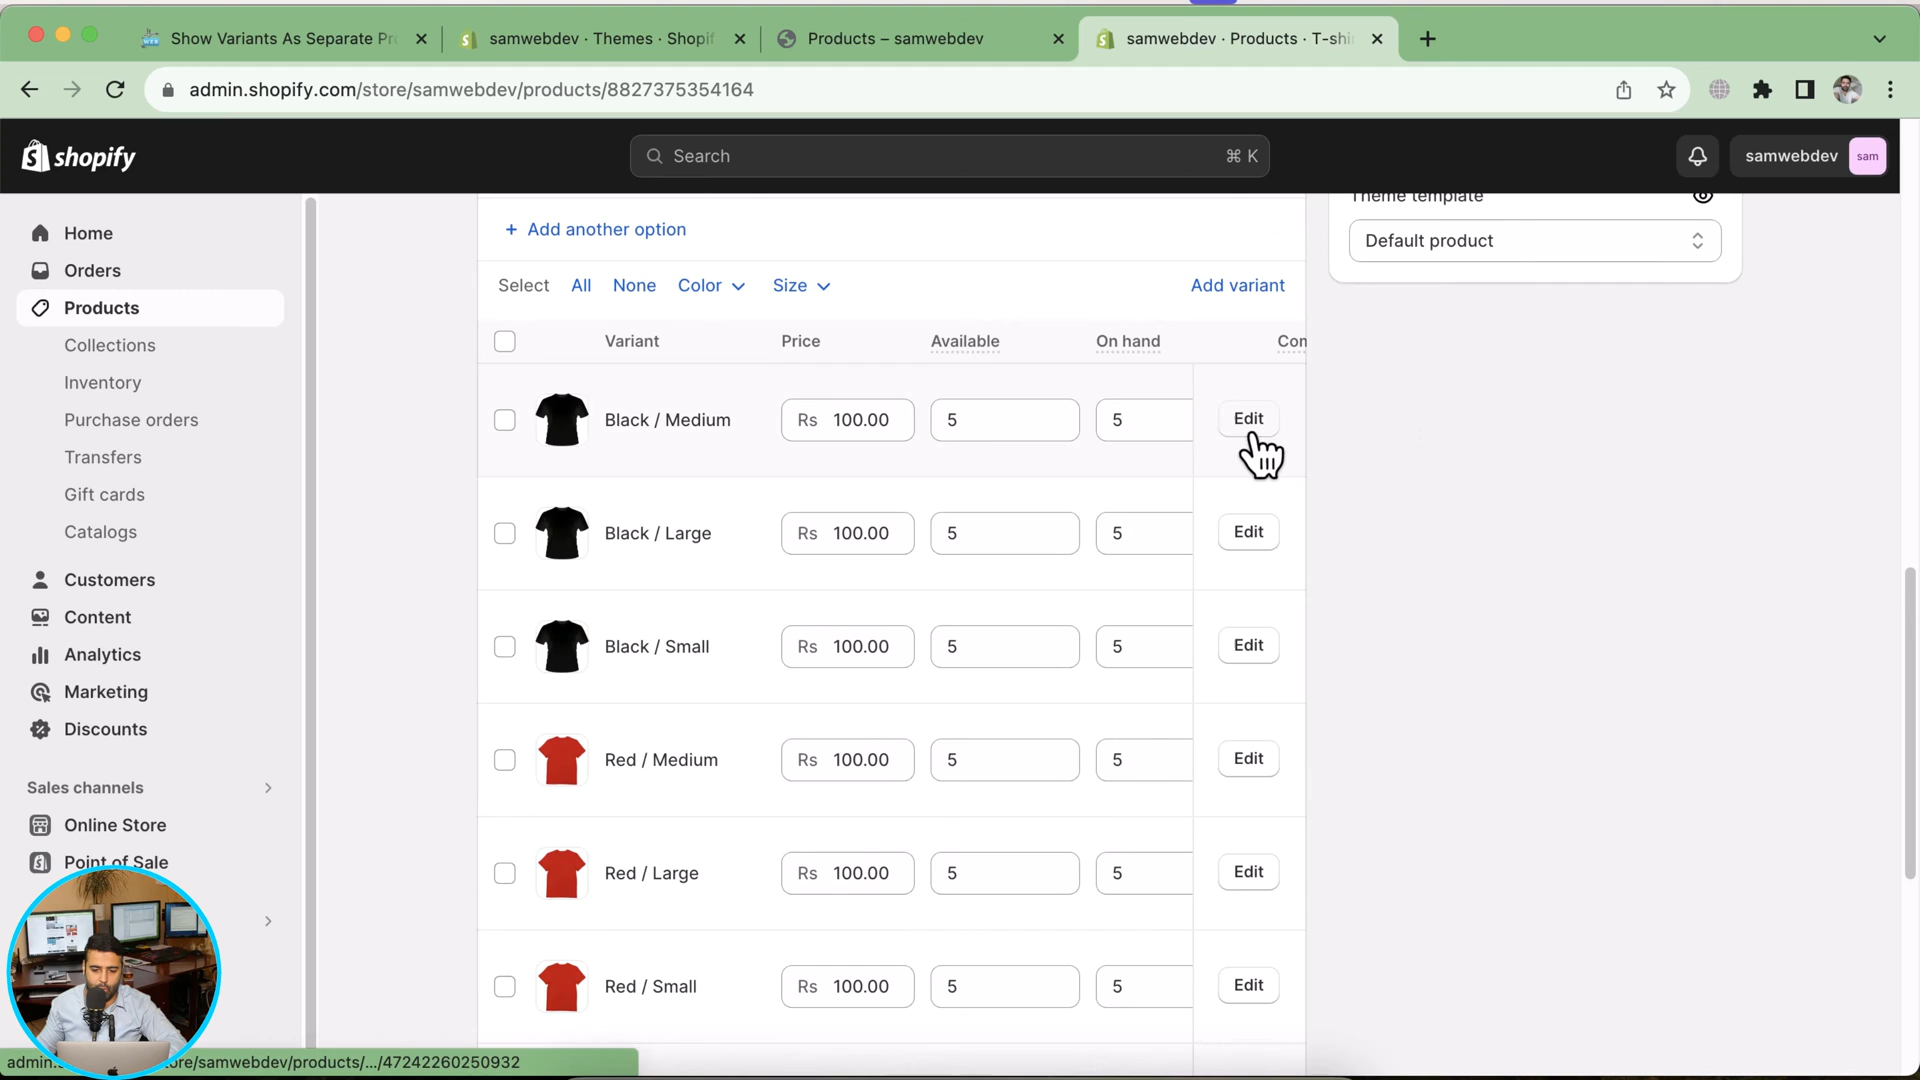 Show Variants As Separate Pr
samwebdev · Themes · Shopif
Products – samwebdev
samwebdev · Products · T-shi
admin.shopify.com/store/samwebdev/products/8827375354164
shopify
Search
⌘ K
samwebdev
sam
Home
Orders
Products
Collections
Inventory
Purchase orders
Transfers
Gift cards
Catalogs
Customers
Content
Analytics
Marketing
Discounts
Sales channels
Online Store
Point of Sale
Theme template
Default product
+ Add another option
Select All None Color Size Add variant
Variant Price Available On hand Com
Black / Medium Rs 100.00 5 5 Edit
Black / Large Rs 100.00 5 5 Edit
Black / Small Rs 100.00 5 5 Edit
Red / Medium Rs 100.00 5 5 Edit
Red / Large Rs 100.00 5 5 Edit
Red / Small Rs 100.00 5 5 Edit
admin. ore/samwebdev/products/.../47242260250932